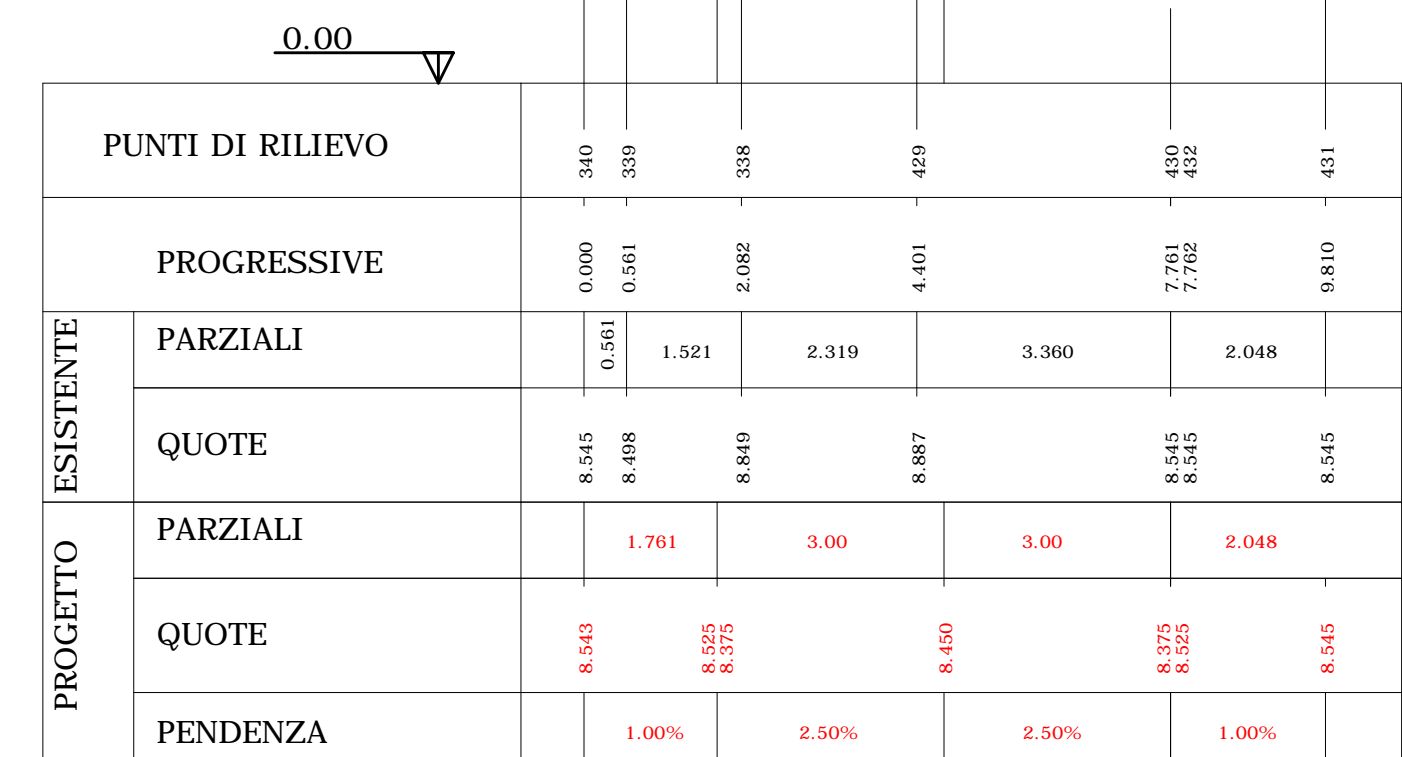 0.00
PUNTI DI RILIEVO 340 339 338 429 430 432 431
PROGRESSIVE 0.000 0.561 2.082 4.401 7.761 7.762 9.810
ESISTENTE
PARZIALI 0.561 1.521 2.319 3.360 2.048
QUOTE 8.545 8.498 8.849 8.887 8.545 8.545 8.545
PROGETTO
PARZIALI 1.761 3.00 3.00 2.048
QUOTE 8.543 8.525 8.375 8.450 8.375 8.525 8.545
PENDENZA 1.00% 2.50% 2.50% 1.00%